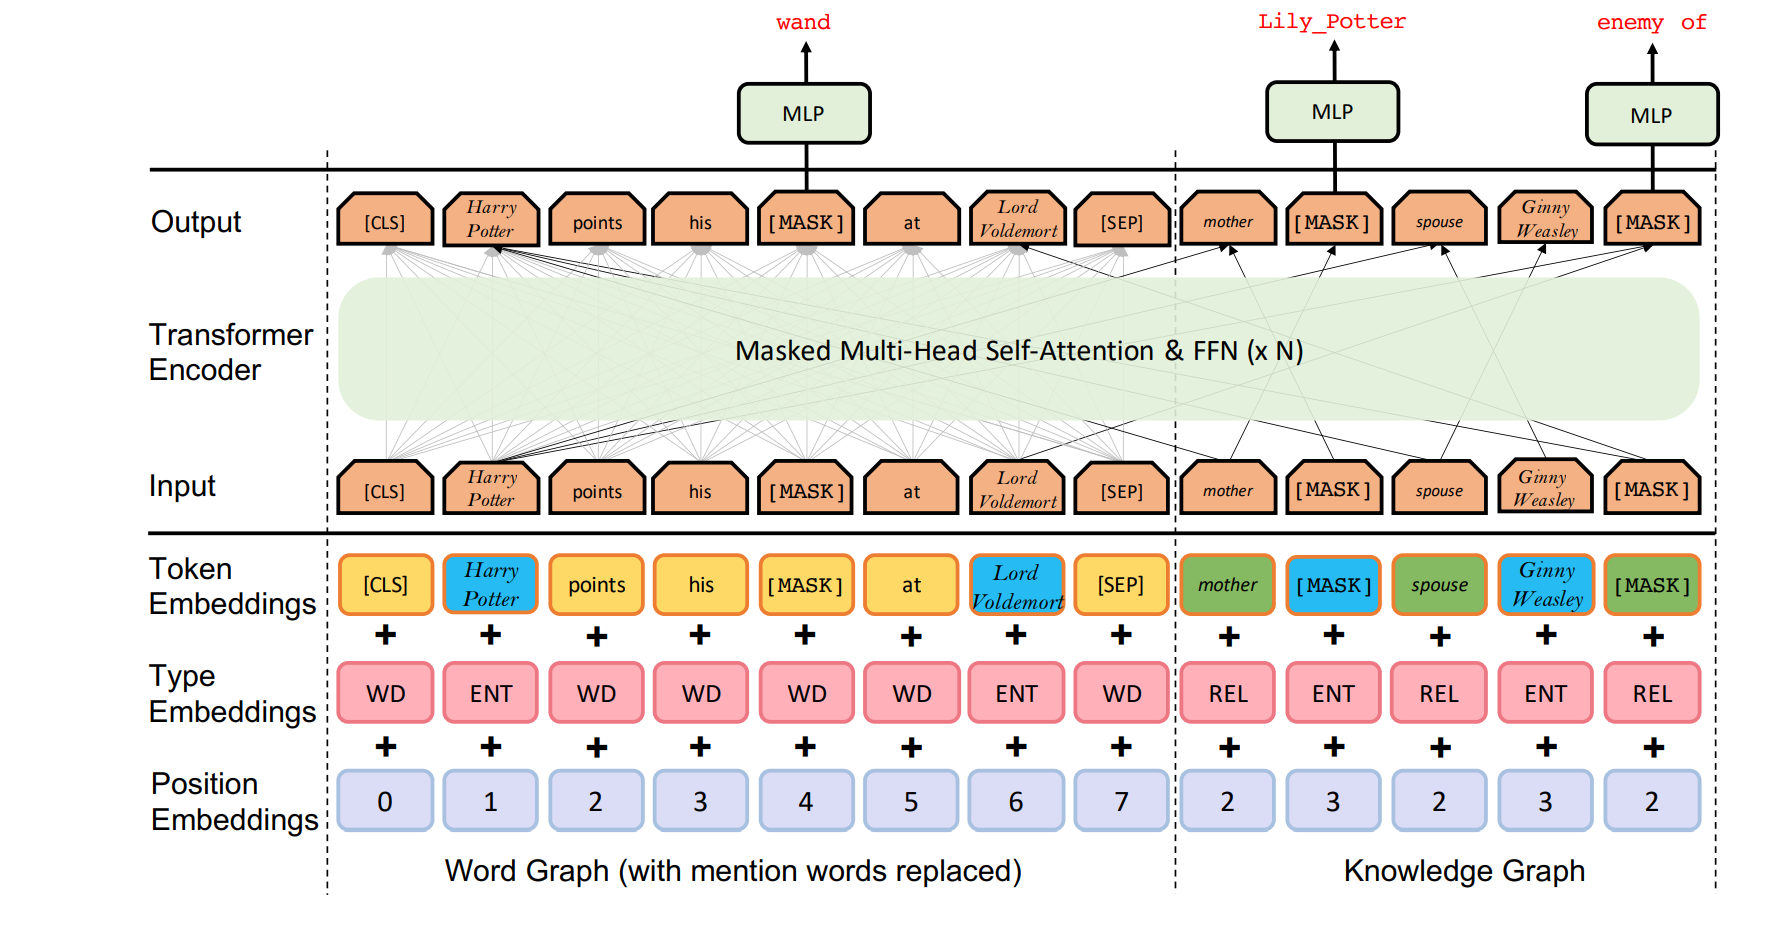 wand Lily_Potter enemy of
MLP MLP MLP
Output [CLS] Harry Potter points his [MASK] at Lord Voldemort [SEP] mother [MASK] spouse Ginny Weasley [MASK]
Transformer Encoder
Masked Multi-Head Self-Attention & FFN (x N)
Input [CLS] Harry Potter points his [MASK] at Lord Voldemort [SEP] mother [MASK] spouse Ginny Weasley [MASK]
Token Embeddings [CLS] Harry Potter points his [MASK] at Lord Voldemort [SEP] mother [MASK] spouse Ginny Weasley [MASK]
+ + + + + + + + + + + + +
Type Embeddings WD ENT WD WD WD WD ENT WD REL ENT REL ENT REL
+ + + + + + + + + + + + +
Position Embeddings 0 1 2 3 4 5 6 7 2 3 2 3 2
Word Graph (with mention words replaced) Knowledge Graph